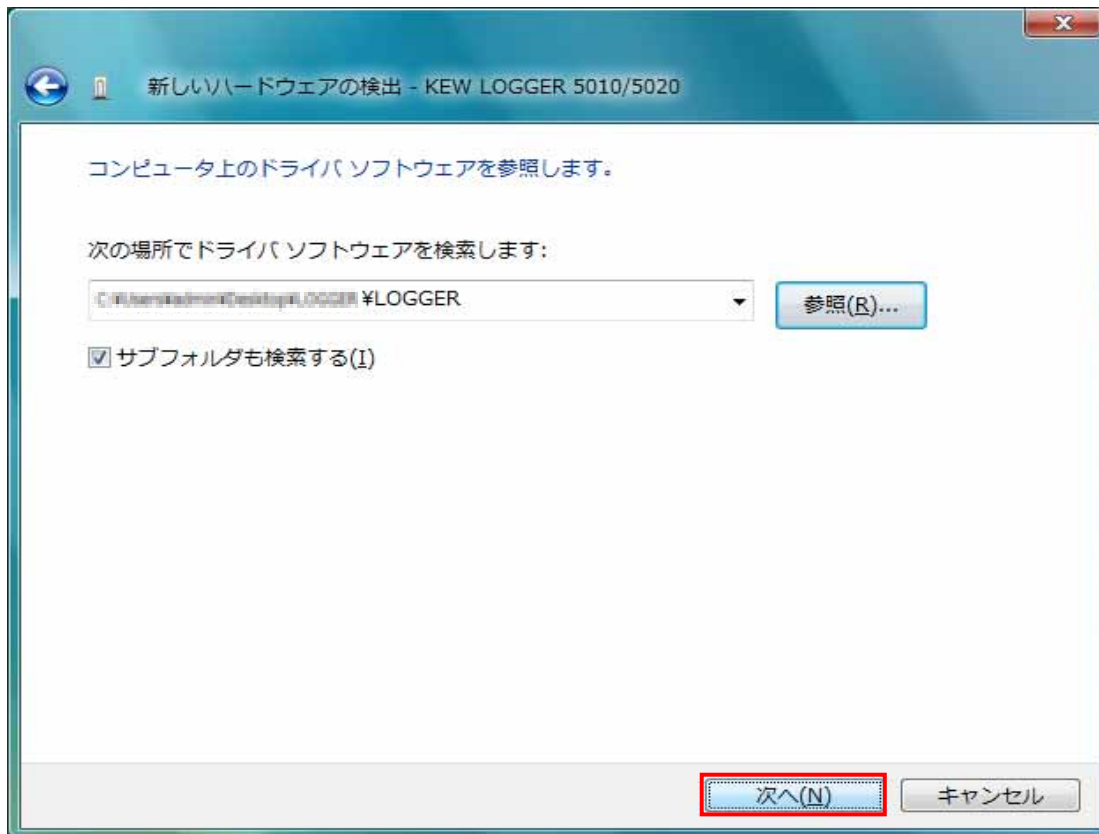 新しいハードウェアの検出 - KEW LOGGER 5010/5020
コンピュータ上のドライバ ソフトウェアを参照します。
次の場所でドライバ ソフトウェアを検索します:
¥LOGGER
参照(R)...
サブフォルダも検索する(I)
次へ(N)
キャンセル